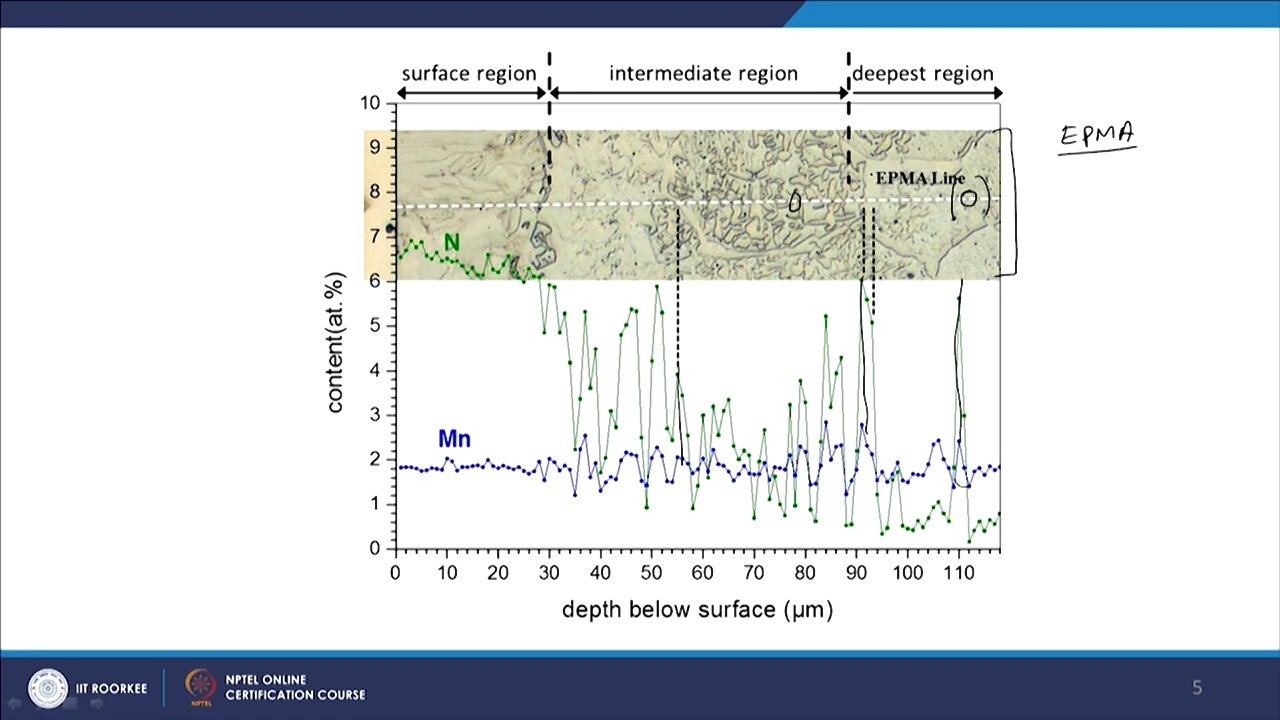 surface region intermediate region deepest region
EPMA
10
9
8
7
6
5
4
3
2
1
0
content(at.%)
EPMA Line
N
Mn
0 10 20 30 40 50 60 70 80 90 100 110
depth below surface (µm)
IIT ROORKEE
NPTEL
NPTEL ONLINE
CERTIFICATION COURSE
5